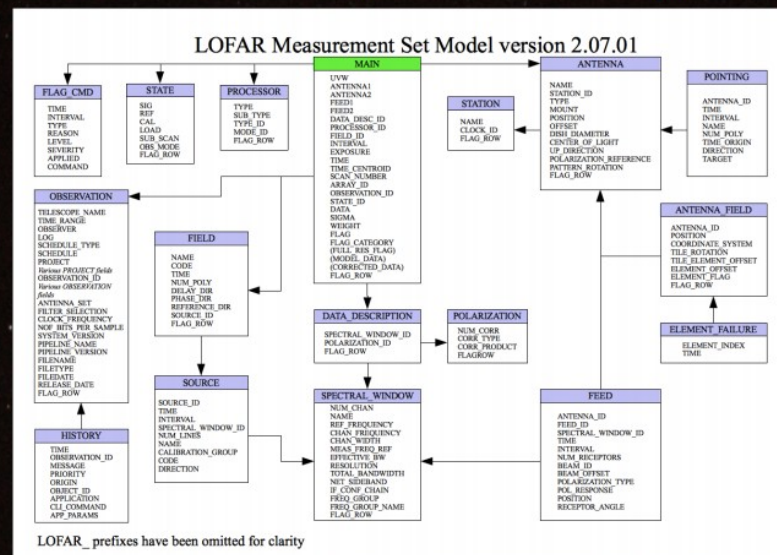 LOFAR Measurement Set Model version 2.07.01
FLAG_CMD
TIME
INTERVAL
TYPE
REASON
LEVEL
SEVERITY
APPLIED
COMMAND
STATE
SIG
REF
CAL
LOAD
SUB_SCAN
OBS_MODE
FLAG_ROW
PROCESSOR
TYPE
SUB_TYPE
TYPE_ID
MODE_ID
FLAG_ROW
MAIN
UVW
ANTENNA1
ANTENNA2
FEED1
FEED2
DATA_DESC_ID
PROCESSOR_ID
FIELD_ID
INTERVAL
EXPOSURE
TIME
TIME_CENTROID
SCAN_NUMBER
ARRAY_ID
OBSERVATION_ID
STATE_ID
DATA
SIGMA
WEIGHT
FLAG
FLAG_CATEGORY
(FULL_RES_FLAG)
(MODEL_DATA)
(CORRECTED_DATA)
FLAG_ROW
STATION
NAME
CLOCK_ID
FLAG_ROW
ANTENNA
NAME
STATION_ID
TYPE
MOUNT
POSITION
OFFSET
DISH_DIAMETER
CENTER_OF_LIGHT
UP_DIRECTION
POLARIZATION_REFERENCE
PATTERN_ROTATION
FLAG_ROW
POINTING
ANTENNA_ID
TIME
INTERVAL
NAME
NUM_POLY
TIME_ORIGIN
DIRECTION
TARGET
OBSERVATION
TELESCOPE_NAME
TIME_RANGE
OBSERVER
LOG
SCHEDULE_TYPE
SCHEDULE
PROJECT
Various PROJECT fields
OBSERVATION_ID
Various OBSERVATION
fields
ANTENNA_SET
FILTER_SELECTION
CLOCK_FREQUENCY
NOF_BITS_PER_SAMPLE
SYSTEM_VERSION
PIPELINE_NAME
PIPELINE_VERSION
FILENAME
FILETYPE
FILEDATE
RELEASE_DATE
FLAG_ROW
FIELD
NAME
CODE
TIME
NUM_POLY
DELAY_DIR
PHASE_DIR
REFERENCE_DIR
SOURCE_ID
FLAG_ROW
ANTENNA_FIELD
ANTENNA_ID
POSITION
COORDINATE_SYSTEM
TILE_ROTATION
TILE_ELEMENT_OFFSET
ELEMENT_OFFSET
ELEMENT_FLAG
FLAG_ROW
DATA_DESCRIPTION
SPECTRAL_WINDOW_ID
POLARIZATION_ID
FLAG_ROW
POLARIZATION
NUM_CORR
CORR_TYPE
CORR_PRODUCT
FLAGROW
ELEMENT_FAILURE
ELEMENT_INDEX
TIME
SOURCE
SOURCE_ID
TIME
INTERVAL
SPECTRAL_WINDOW_ID
NUM_LINES
NAME
CALIBRATION_GROUP
CODE
DIRECTION
SPECTRAL_WINDOW
NUM_CHAN
NAME
REF_FREQUENCY
CHAN_FREQUENCY
CHAN_WIDTH
MEAS_FREQ_REF
EFFECTIVE_BW
RESOLUTION
TOTAL_BANDWIDTH
NET_SIDEBAND
IF_CONF_CHAIN
FREQ_GROUP
FREQ_GROUP_NAME
FLAG_ROW
FEED
ANTENNA_ID
FEED_ID
SPECTRAL_WINDOW_ID
TIME
INTERVAL
NUM_RECEPTORS
BEAM_ID
BEAM_OFFSET
POLARIZATION_TYPE
POL_RESPONSE
POSITION
RECEPTOR_ANGLE
HISTORY
TIME
OBSERVATION_ID
MESSAGE
PRIORITY
ORIGIN
OBJECT_ID
APPLICATION
CLI_COMMAND
APP_PARAMS
LOFAR_ prefixes have been omitted for clarity